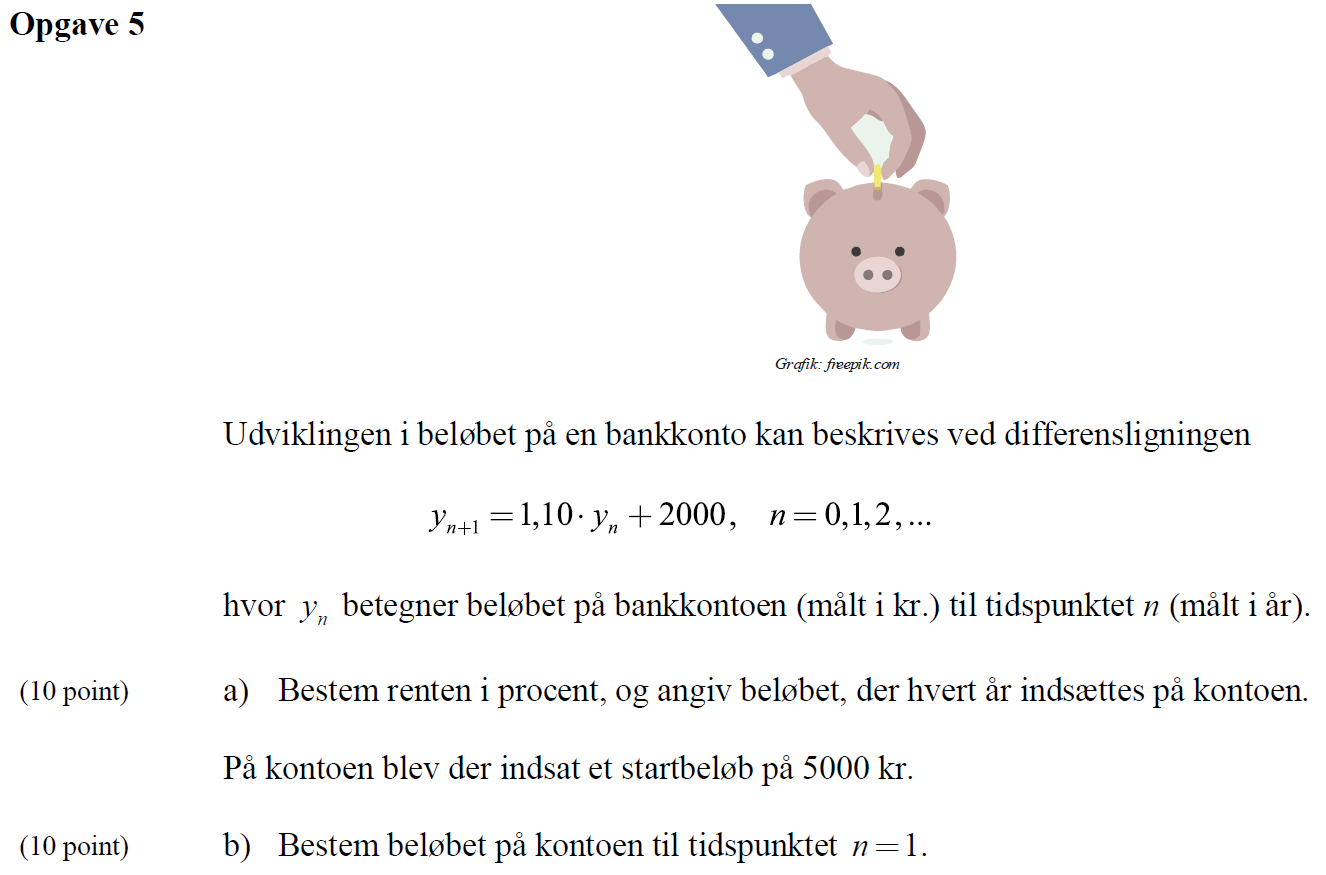 Opgave 5
Grafik: freepik.com
Udviklingen i beløbet på en bankkonto kan beskrives ved differensligningen
yₙ₊₁ = 1,10 · yₙ + 2000, n = 0,1,2,...
hvor yₙ betegner beløbet på bankkontoen (målt i kr.) til tidspunktet n (målt i år).
(10 point) a) Bestem renten i procent, og angiv beløbet, der hvert år indsættes på kontoen.
På kontoen blev der indsat et startbeløb på 5000 kr.
(10 point) b) Bestem beløbet på kontoen til tidspunktet n = 1.